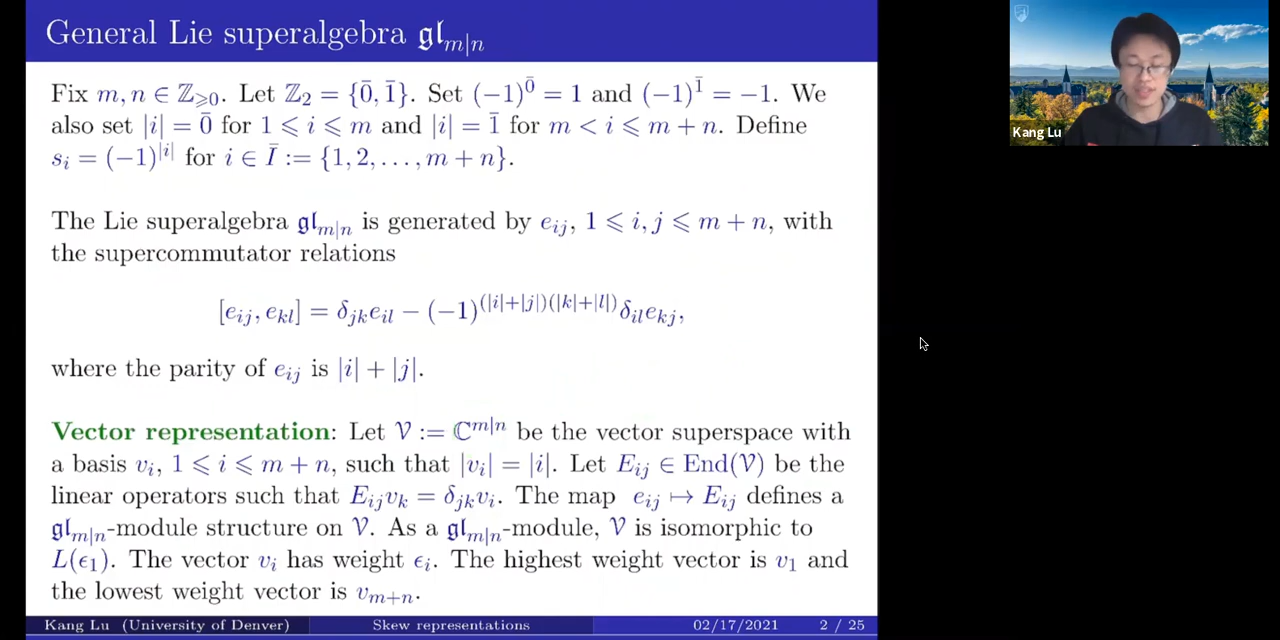 General Lie superalgebra 𝔤𝔩ₘ|ₙ
Fix m, n ∈ ℤ⩾₀. Let ℤ₂ = {0̄, 1̄}. Set (−1)^0̄ = 1 and (−1)^1̄ = −1. We
also set |i| = 0̄ for 1 ⩽ i ⩽ m and |i| = 1̄ for m < i ⩽ m + n. Define
s_i = (−1)^{|i|} for i ∈ Ī := {1, 2, . . . , m + n}.
The Lie superalgebra 𝔤𝔩ₘ|ₙ is generated by e_{ij}, 1 ⩽ i, j ⩽ m + n, with
the supercommutator relations
[e_{ij}, e_{kl}] = δ_{jk}e_{il} − (−1)^{(|i|+|j|)(|k|+|l|)}δ_{il}e_{kj},
where the parity of e_{ij} is |i| + |j|.
Vector representation: Let 𝒱 := ℂ^{m|n} be the vector superspace with
a basis v_i, 1 ⩽ i ⩽ m + n, such that |v_i| = |i|. Let E_{ij} ∈ End(𝒱) be the
linear operators such that E_{ij}v_k = δ_{jk}v_i. The map e_{ij} ↦ E_{ij} defines a
𝔤𝔩ₘ|ₙ-module structure on 𝒱. As a 𝔤𝔩ₘ|ₙ-module, 𝒱 is isomorphic to
L(ϵ₁). The vector v_i has weight ϵ_i. The highest weight vector is v₁ and
the lowest weight vector is v_{m+n}.
Kang Lu (University of Denver) Skew representations 02/17/2021 2 / 25
Kang Lu